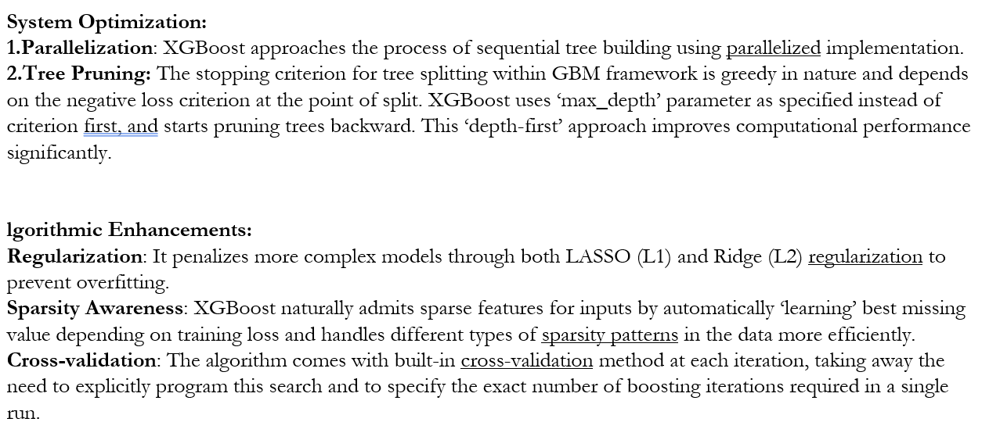 System Optimization:
1.Parallelization: XGBoost approaches the process of sequential tree building using parallelized implementation.
2.Tree Pruning: The stopping criterion for tree splitting within GBM framework is greedy in nature and depends
on the negative loss criterion at the point of split. XGBoost uses ‘max_depth’ parameter as specified instead of
criterion first, and starts pruning trees backward. This ‘depth-first’ approach improves computational performance
significantly.
lgorithmic Enhancements:
Regularization: It penalizes more complex models through both LASSO (L1) and Ridge (L2) regularization to
prevent overfitting.
Sparsity Awareness: XGBoost naturally admits sparse features for inputs by automatically ‘learning’ best missing
value depending on training loss and handles different types of sparsity patterns in the data more efficiently.
Cross-validation: The algorithm comes with built-in cross-validation method at each iteration, taking away the
need to explicitly program this search and to specify the exact number of boosting iterations required in a single
run.